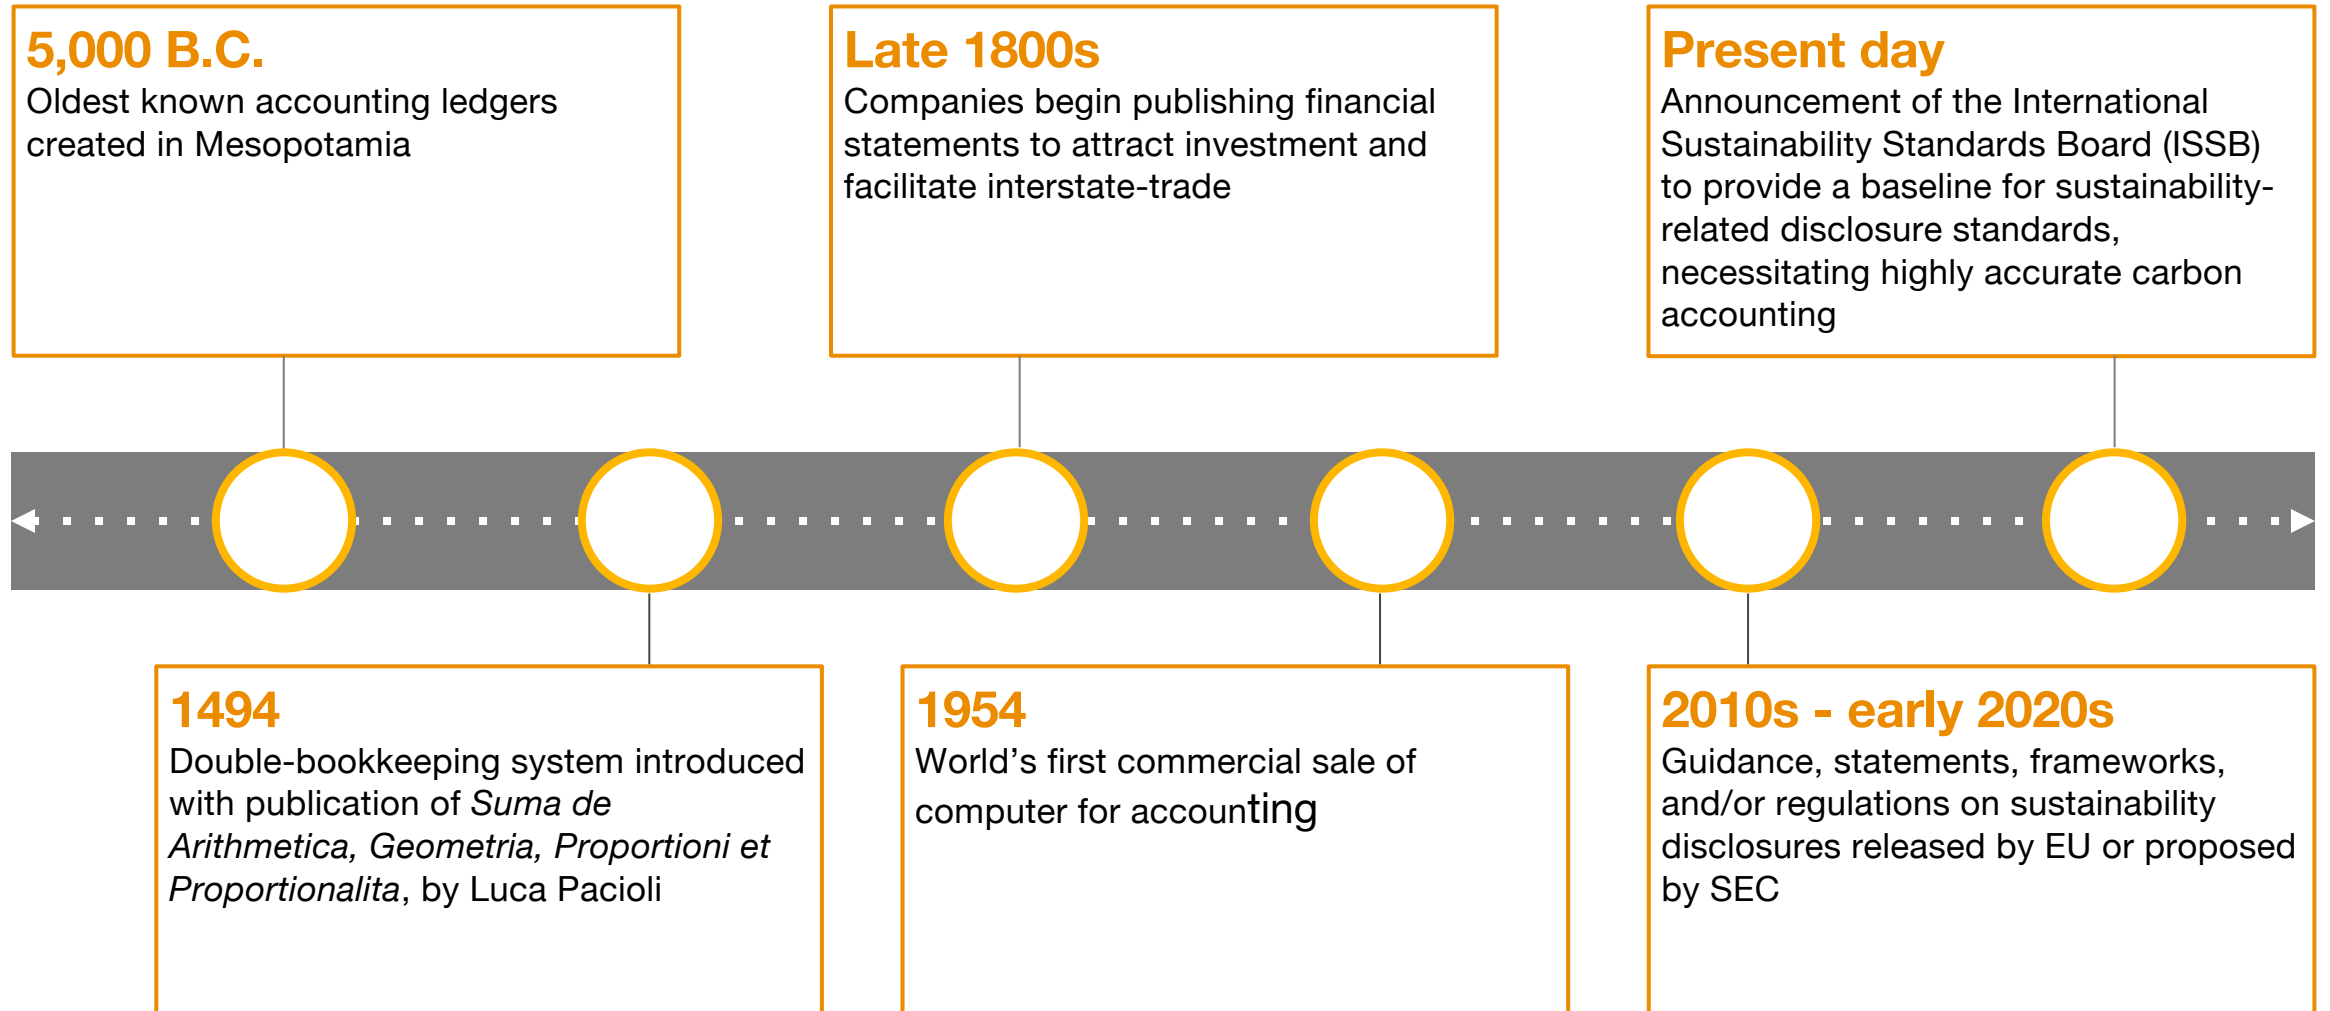 5,000 B.C.
Oldest known accounting ledgers
created in Mesopotamia
Late 1800s
Companies begin publishing financial
statements to attract investment and
facilitate interstate-trade
Present day
Announcement of the International
Sustainability Standards Board (ISSB)
to provide a baseline for sustainability-
related disclosure standards,
necessitating highly accurate carbon
accounting
1494
Double-bookkeeping system introduced
with publication of Suma de
Arithmetica, Geometria, Proportioni et
Proportionalita, by Luca Pacioli
1954
World’s first commercial sale of
computer for accounting
2010s - early 2020s
Guidance, statements, frameworks,
and/or regulations on sustainability
disclosures released by EU or proposed
by SEC